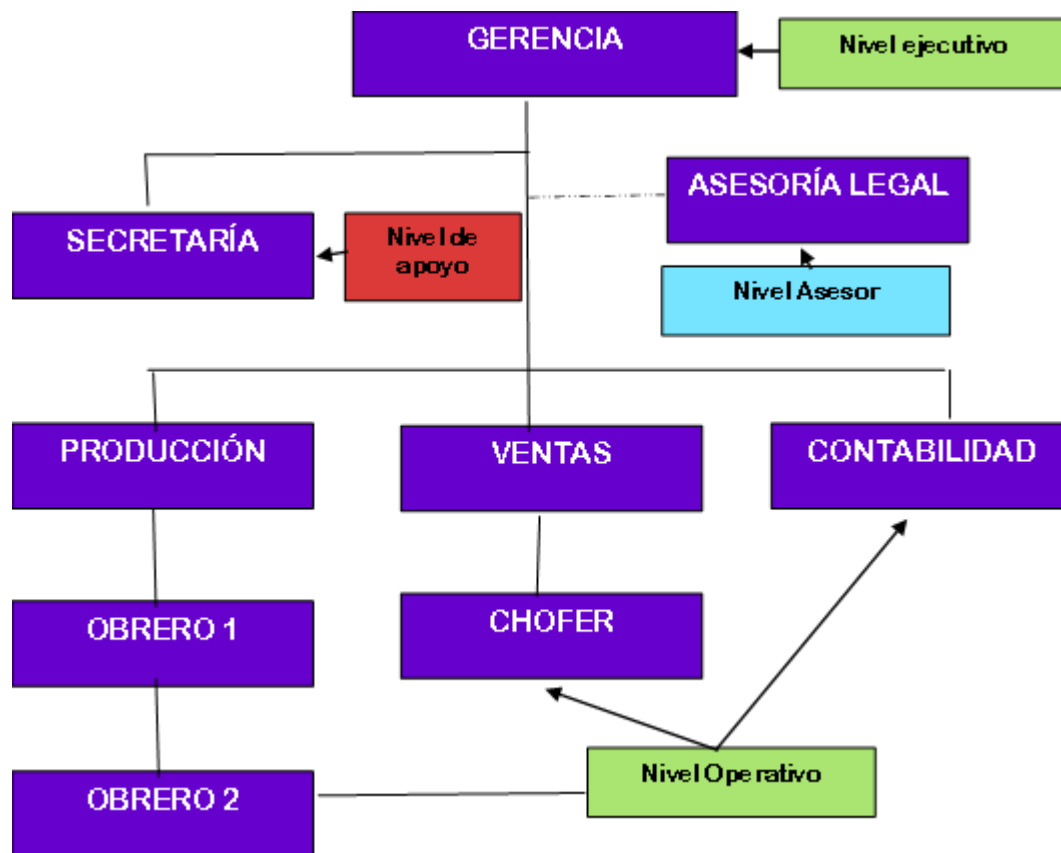 GERENCIA
Nivel ejecutivo
ASESORÍA LEGAL
SECRETARÍA
Nivel de
apoyo
Nivel Asesor
PRODUCCIÓN
VENTAS
CONTABILIDAD
OBRERO 1
CHOFER
Nivel Operativo
OBRERO 2